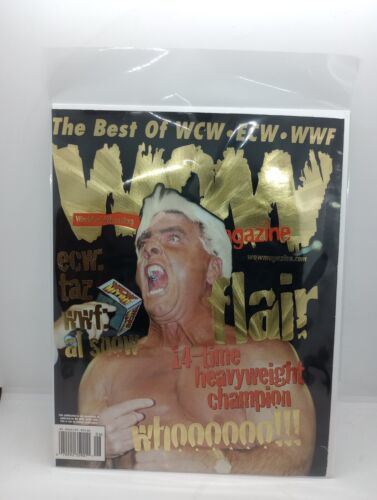 The Best Of WCW • ECW • WWF
WOW
magazine
wowmagazine.com
ecw:
taz
wwf:
al snow
flair
14-time
heavyweight
champion
whoooooo!!!